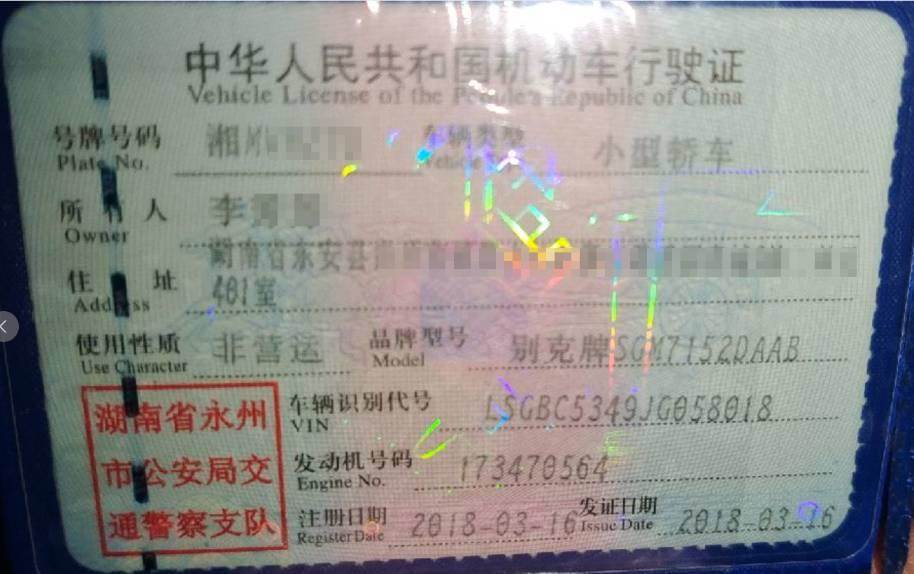 中华人民共和国机动车行驶证
Vehicle License of the People's Republic of China
号牌号码 湘 车辆类型 小型轿车
Plate No. Vehicle
所有人 李
Owner
湖南省永安县
住址 401室
Address
使用性质 非营运 品牌型号 别克牌SGM7152DAAB
Use Character Model
湖南省永州 车辆识别代号 LSGBC5349JG058018
VIN
市公安局交 发动机号码 173470564
Engine No.
通警察支队 注册日期 2018-03-16 发证日期 2018-03-16
Register Date Issue Date